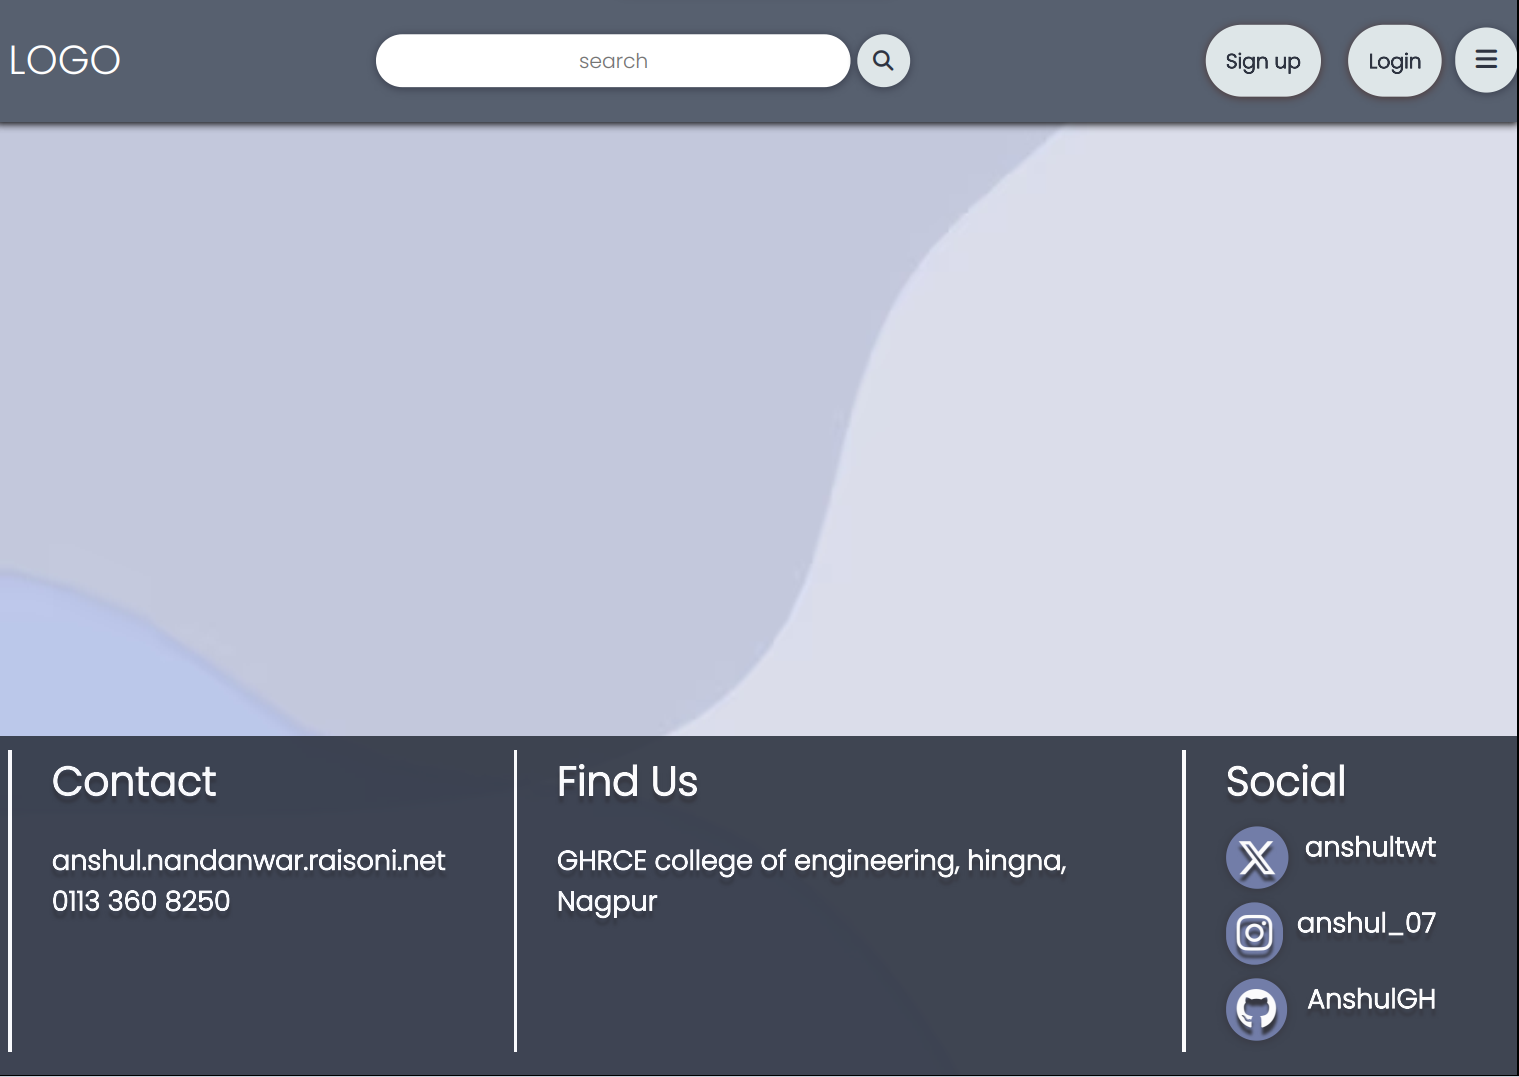 LOGO
search
Sign up
Login
Contact
anshul.nandanwar.raisoni.net
0113 360 8250
Find Us
GHRCE college of engineering, hingna,
Nagpur
Social
anshultwt
anshul_07
AnshulGH